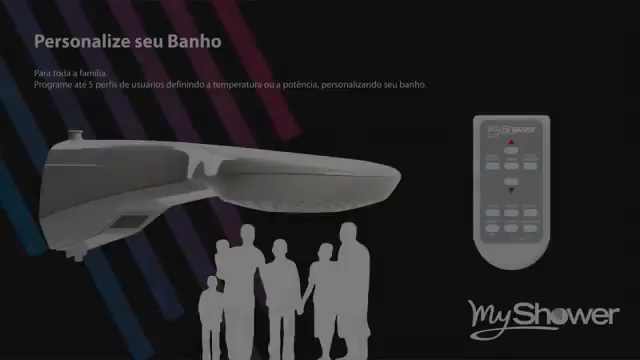 Personalize seu Banho
Para toda a família.
Programe até 5 perfis de usuários definindo a temperatura ou a potência, personalizando seu banho.
MyShower
MyShower